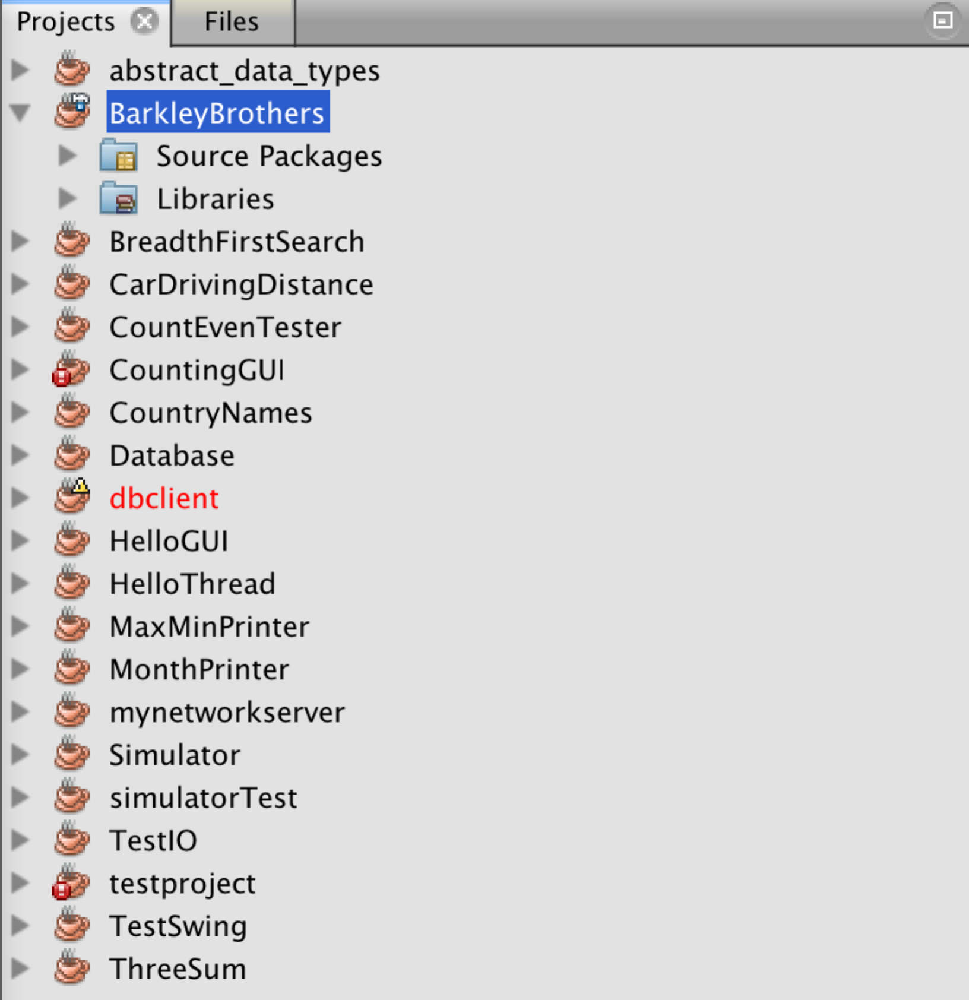 Projects Files
abstract_data_types
BarkleyBrothers
Source Packages
Libraries
BreadthFirstSearch
CarDrivingDistance
CountEvenTester
CountingGUI
CountryNames
Database
dbclient
HelloGUI
HelloThread
MaxMinPrinter
MonthPrinter
mynetworkserver
Simulator
simulatorTest
TestIO
testproject
TestSwing
ThreeSum